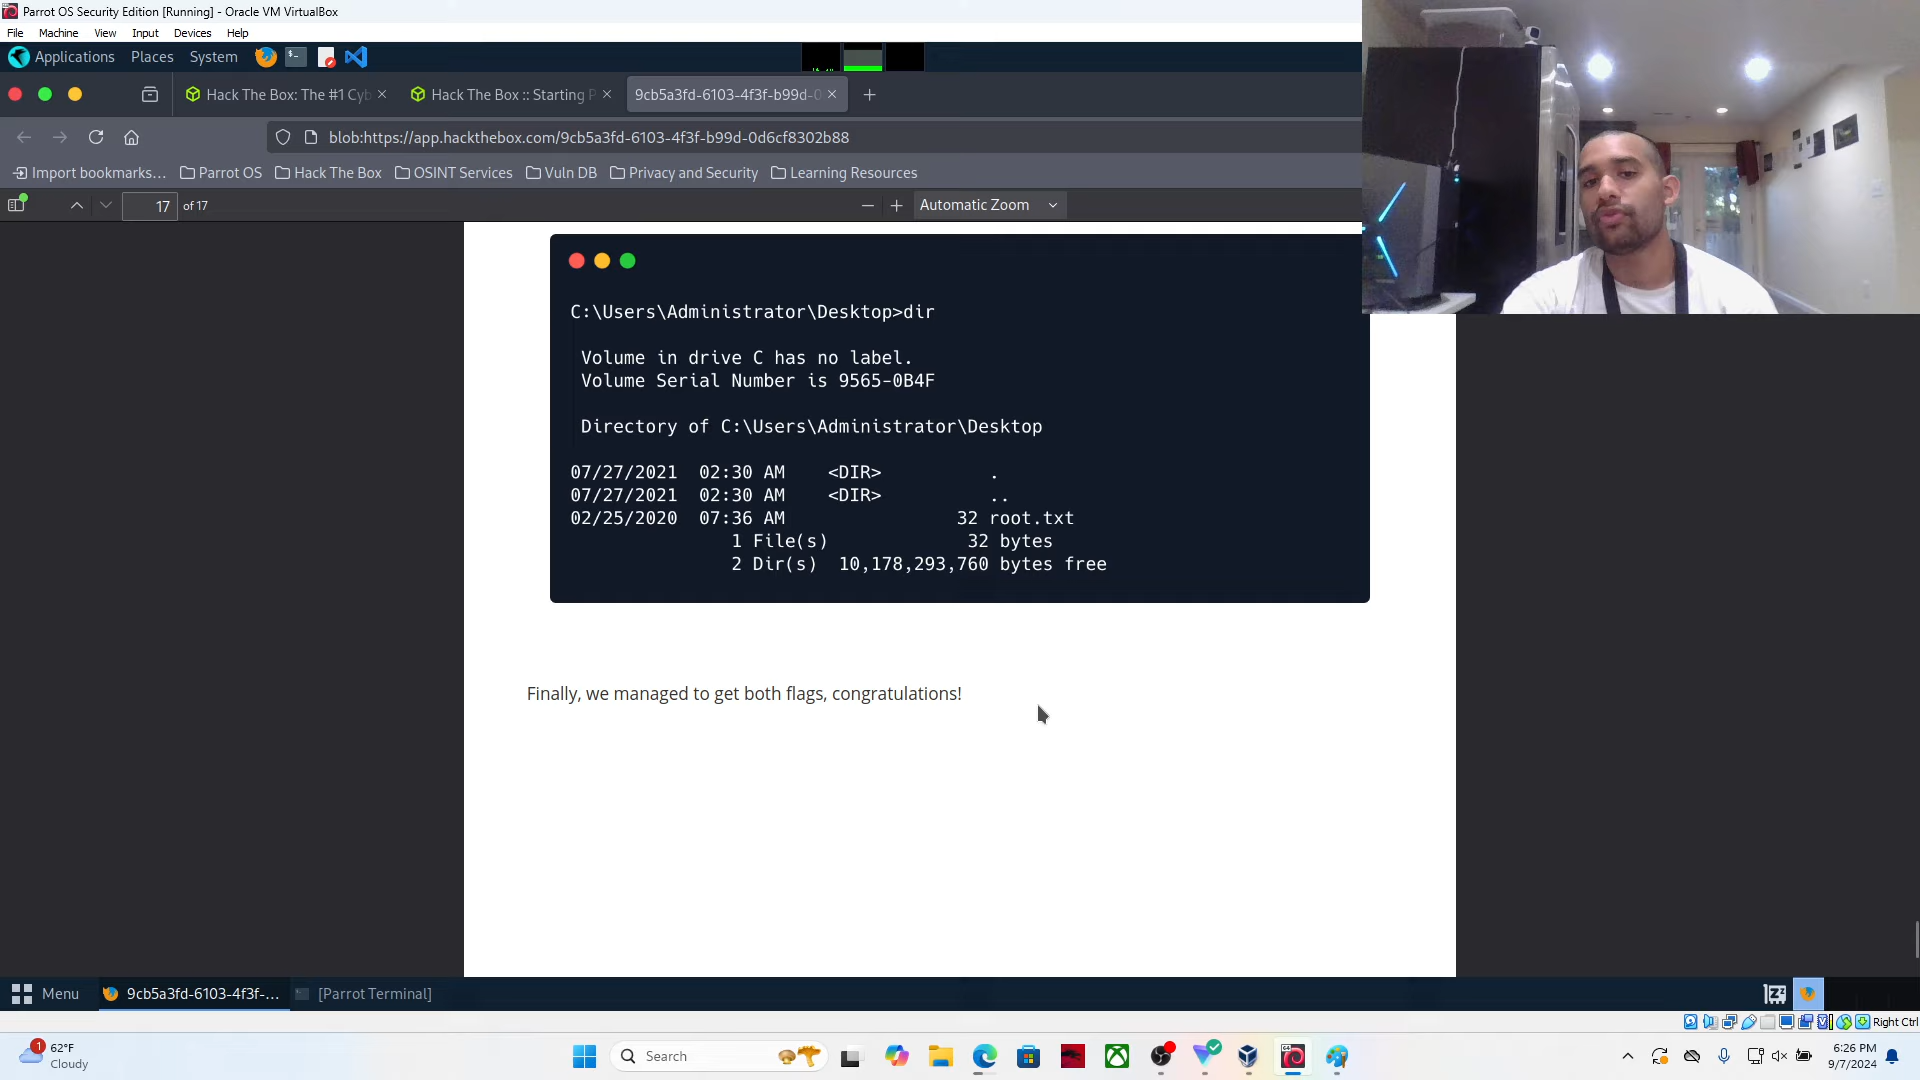 Parrot OS Security Edition [Running] - Oracle VM VirtualBox
File Machine View Input Devices Help
Applications Places System
Hack The Box: The #1 Cyb
Hack The Box :: Starting P
9cb5a3fd-6103-4f3f-b99d-0
blob:https://app.hackthebox.com/9cb5a3fd-6103-4f3f-b99d-0d6cf8302b88
Import bookmarks... Parrot OS Hack The Box OSINT Services Vuln DB Privacy and Security Learning Resources
17 of 17 Automatic Zoom
C:\Users\Administrator\Desktop>dir
Volume in drive C has no label.
Volume Serial Number is 9565-0B4F
Directory of C:\Users\Administrator\Desktop
07/27/2021 02:30 AM <DIR> .
07/27/2021 02:30 AM <DIR> ..
02/25/2020 07:36 AM 32 root.txt
1 File(s) 32 bytes
2 Dir(s) 10,178,293,760 bytes free
Finally, we managed to get both flags, congratulations!
Menu 9cb5a3fd-6103-4f3f-... [Parrot Terminal]
Right Ctrl
1
62°F
Cloudy
Search
6:26 PM
9/7/2024